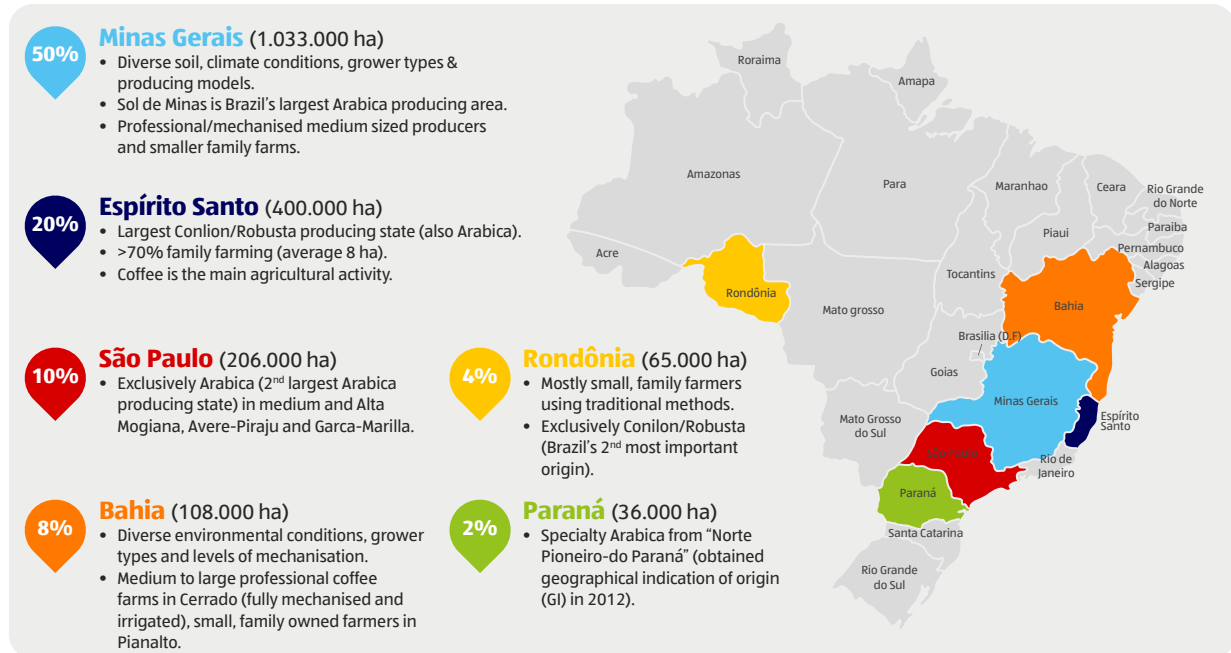 50%
Minas Gerais (1.033.000 ha)
• Diverse soil, climate conditions, grower types &
producing models.
• Sol de Minas is Brazil's largest Arabica producing area.
• Professional/mechanised medium sized producers
and smaller family farms.
20%
Espírito Santo (400.000 ha)
• Largest Conlion/Robusta producing state (also Arabica).
• >70% family farming (average 8 ha).
• Coffee is the main agricultural activity.
10%
São Paulo (206.000 ha)
• Exclusively Arabica (2nd largest Arabica
producing state) in medium and Alta
Mogiana, Avere-Piraju and Garca-Marilla.
4%
Rondônia (65.000 ha)
• Mostly small, family farmers
using traditional methods.
• Exclusively Conilon/Robusta
(Brazil's 2nd most important
origin).
8%
Bahia (108.000 ha)
• Diverse environmental conditions, grower
types and levels of mechanisation.
• Medium to large professional coffee
farms in Cerrado (fully mechanised and
irrigated), small, family owned farmers in
Pianalto.
2%
Paraná (36.000 ha)
• Specialty Arabica from "Norte
Pioneiro-do Paraná" (obtained
geographical indication of origin
(GI) in 2012).
Roraima
Amapa
Amazonas
Para
Maranhao
Ceara
Rio Grande
do Norte
Paraiba
Piaui
Pernambuco
Alagoas
Sergipe
Acre
Rondônia
Tocantins
Mato grosso
Bahia
Brasilia (D.F)
Goias
Minas Gerais
Mato Grosso
do Sul
Espírito
Santo
São Paulo
Rio de
Janeiro
Paraná
Santa Catarina
Rio Grande
do Sul